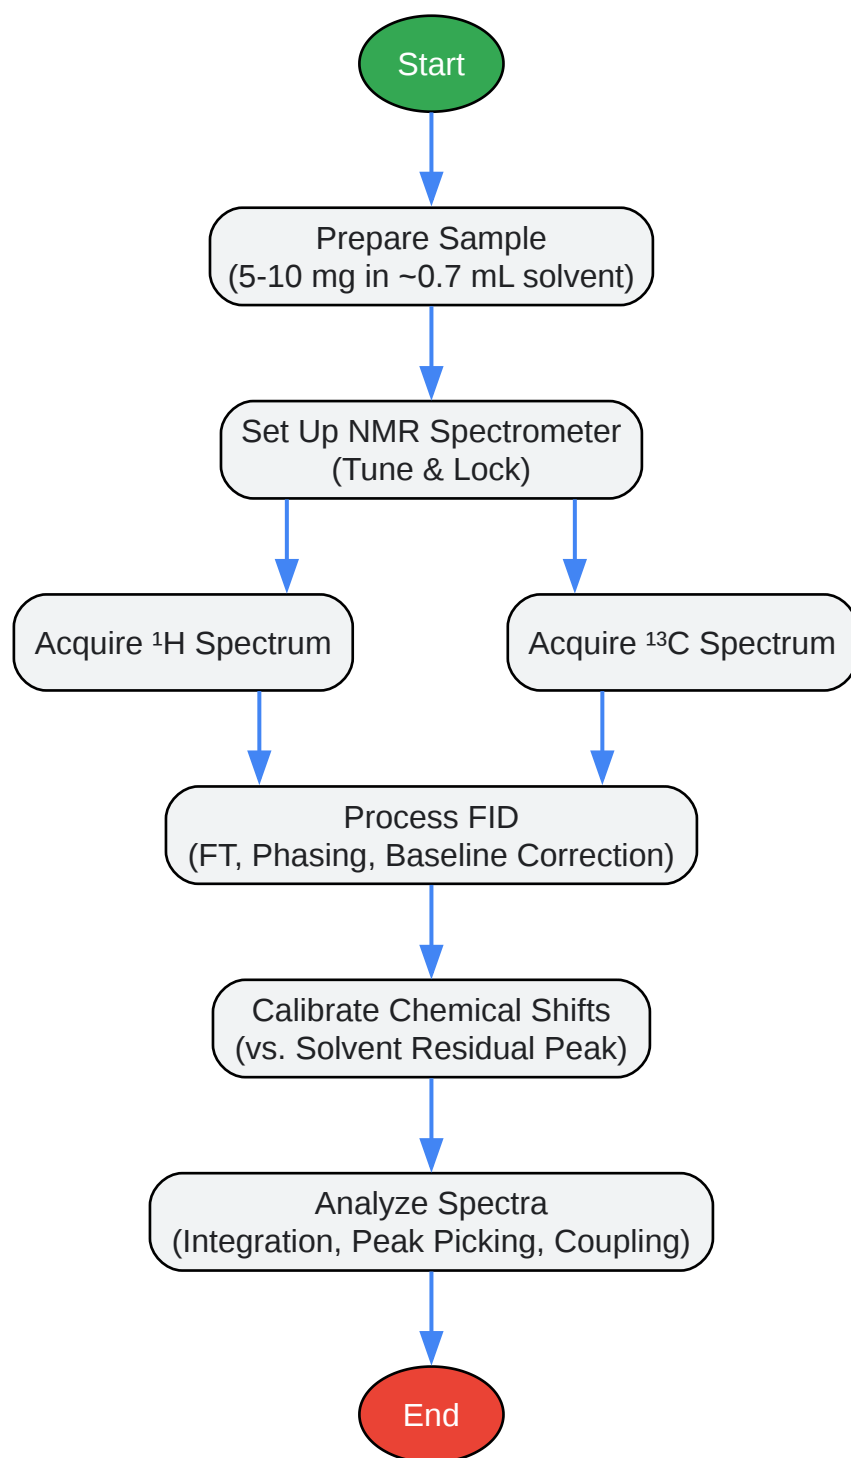 Start
Prepare Sample
(5-10 mg in ~0.7 mL solvent)
Set Up NMR Spectrometer
(Tune & Lock)
Acquire ¹H Spectrum
Acquire ¹³C Spectrum
Process FID
(FT, Phasing, Baseline Correction)
Calibrate Chemical Shifts
(vs. Solvent Residual Peak)
Analyze Spectra
(Integration, Peak Picking, Coupling)
End